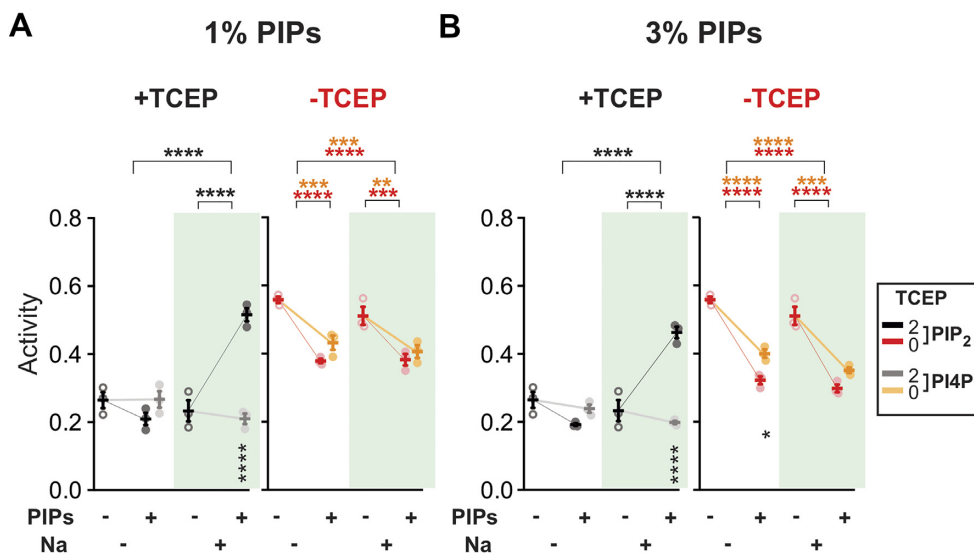 A
1% PIPs
B
3% PIPs
+TCEP
-TCEP
+TCEP
-TCEP
***
****
****
****
***
****
**
***
****
****
****
****
****
****
***
****
Activity
0.8
0.6
0.4
0.2
0.0
****
0.8
0.6
0.4
0.2
0.0
****
*
TCEP
2
0
]PIP2
2
0
]PI4P
PIPs - + - + - + - +
Na - + - +
PIPs - + - + - + - +
Na - + - +